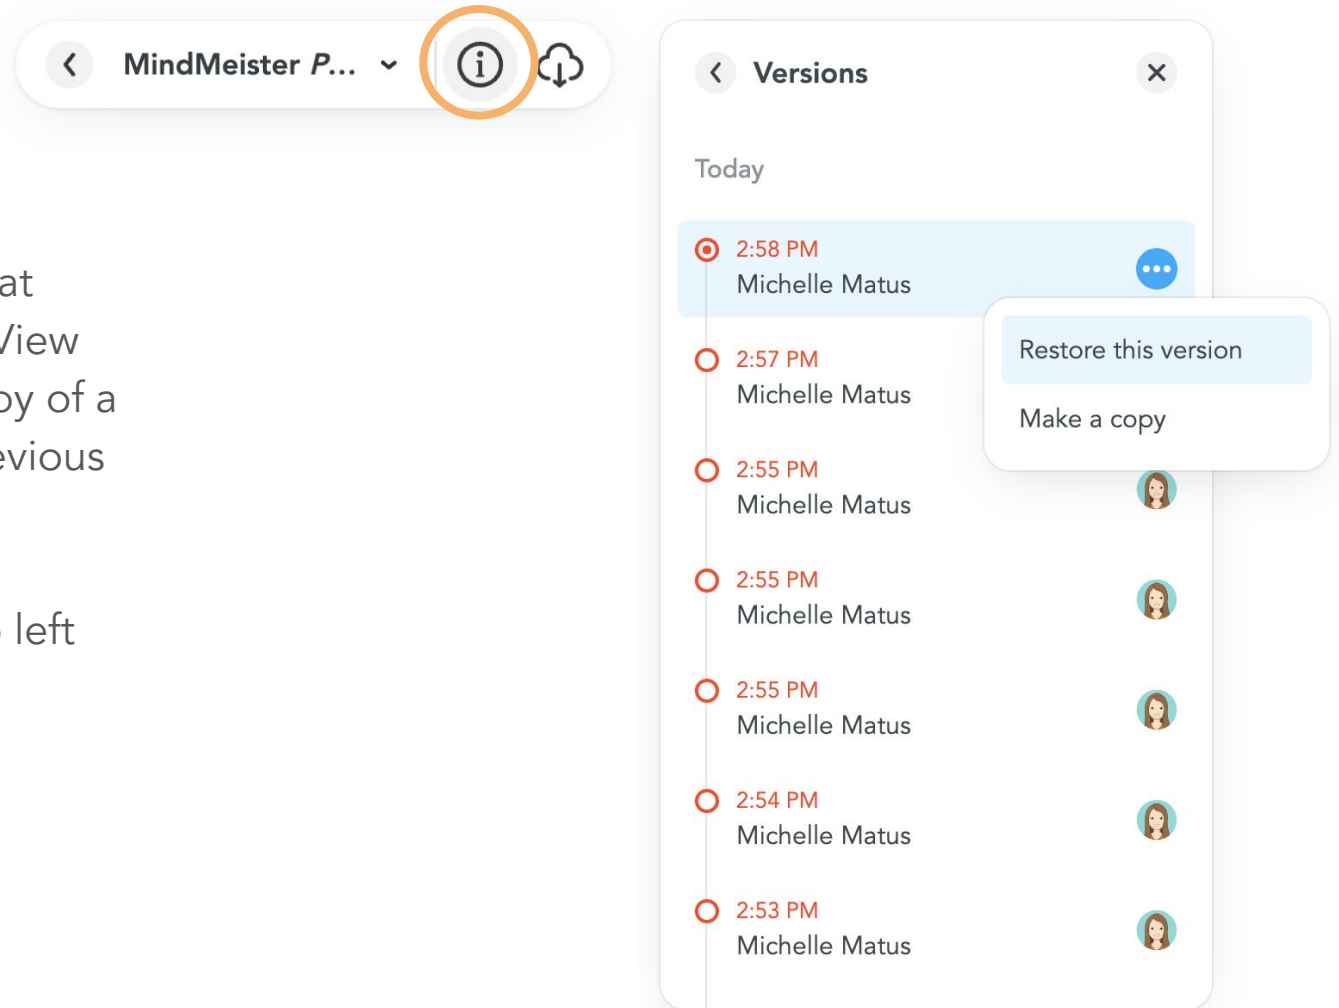 MindMeister P...
at
View
py of a
evious
left
Versions
Today
2:58 PM
Michelle Matus
Restore this version
Make a copy
2:57 PM
Michelle Matus
2:55 PM
Michelle Matus
2:55 PM
Michelle Matus
2:55 PM
Michelle Matus
2:54 PM
Michelle Matus
2:53 PM
Michelle Matus